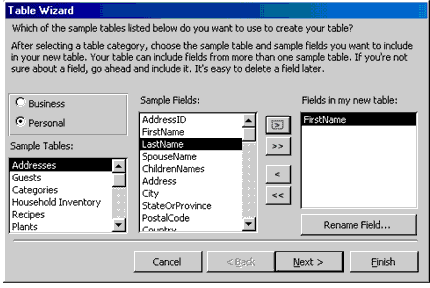 Table Wizard
Which of the sample tables listed below do you want to use to create your table?
After selecting a table category, choose the sample table and sample fields you want to include
in your new table. Your table can include fields from more than one sample table. If you're not
sure about a field, go ahead and include it. It's easy to delete a field later.
Business
Personal
Sample Tables:
Addresses
Guests
Categories
Household Inventory
Recipes
Plants
Sample Fields:
AddressID
FirstName
LastName
SpouseName
ChildrenNames
Address
City
StateOrProvince
PostalCode
Country
>
>>
<
<<
Fields in my new table:
FirstName
Rename Field...
Cancel
< Back
Next >
Finish